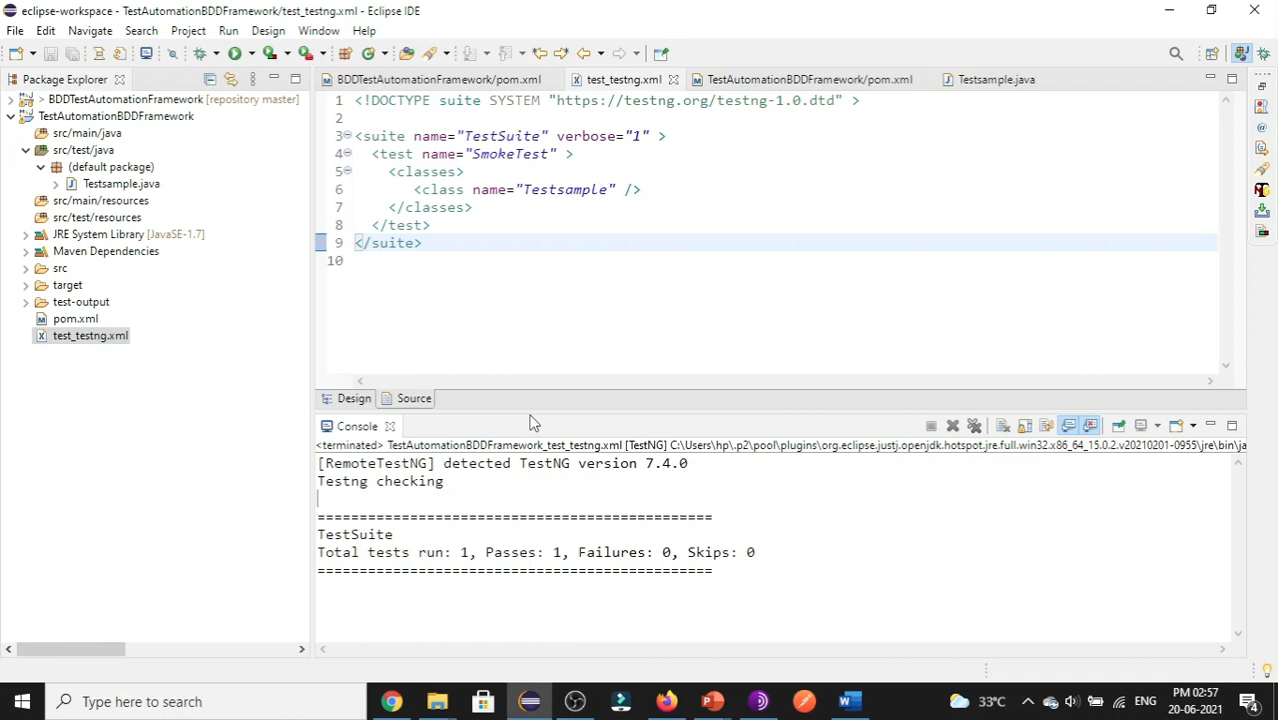 eclipse-workspace - TestAutomationBDDFramework/test_testng.xml - Eclipse IDE
File Edit Navigate Search Project Run Design Window Help
Package Explorer
BDDTestAutomationFramework/pom.xml test_testng.xml TestAutomationBDDFramework/pom.xml Testsample.java
> BDDTestAutomationFramework [repository master]
TestAutomationBDDFramework
src/main/java
src/test/java
(default package)
Testsample.java
src/main/resources
src/test/resources
JRE System Library [JavaSE-1.7]
Maven Dependencies
src
target
test-output
pom.xml
test_testng.xml
1 <!DOCTYPE suite SYSTEM "https://testng.org/testng-1.0.dtd" >
2
3 <suite name="TestSuite" verbose="1" >
4 <test name="SmokeTest" >
5 <classes>
6 <class name="Testsample" />
7 </classes>
8 </test>
9 </suite>
10
Design Source
Console
<terminated> TestAutomationBDDFramework_test_testng.xml [TestNG] C:\Users\hp\.p2\pool\plugins\org.eclipse.justj.openjdk.hotspot.jre.full.win32.x86_64_15.0.2.v20210201-0955\jre\bin\ja
[RemoteTestNG] detected TestNG version 7.4.0
Testng checking
===============================================
TestSuite
Total tests run: 1, Passes: 1, Failures: 0, Skips: 0
===============================================
Type here to search
33°C ENG PM 02:57
20-06-2021
4